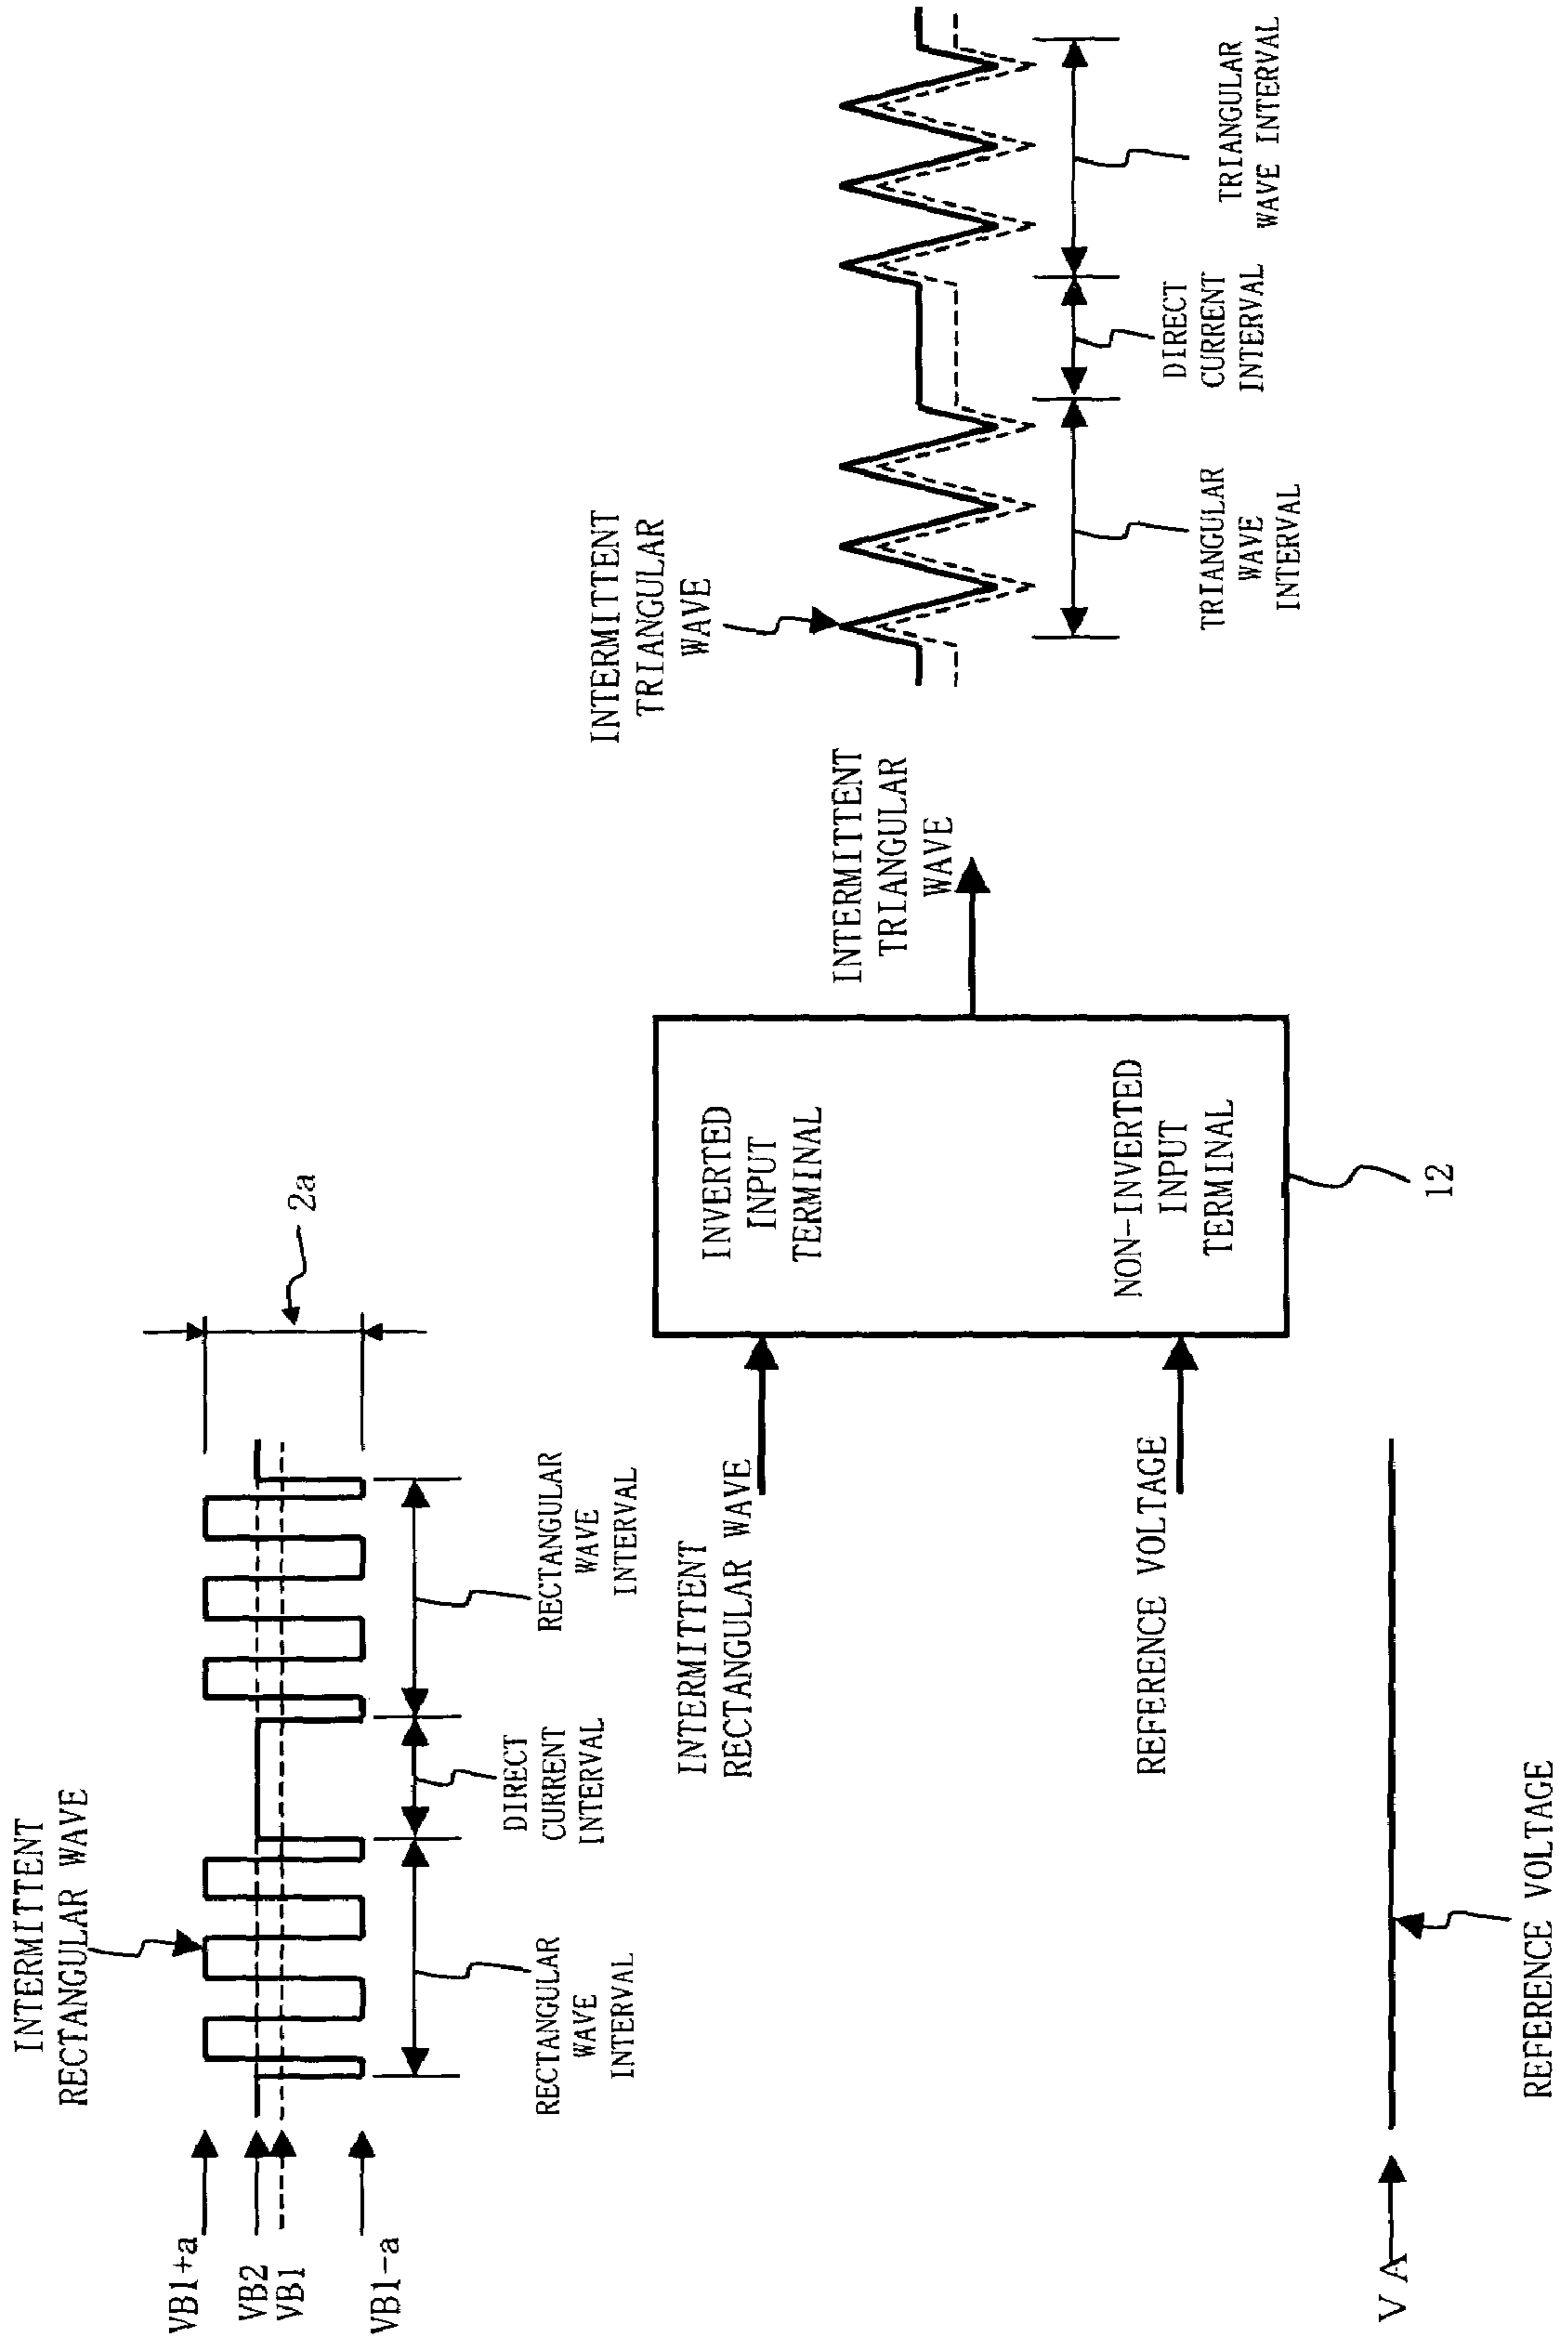 INTERMITTENT
RECTANGULAR WAVE
2a
VB1+a
VB2
VB1
VB1-a
RECTANGULAR
WAVE
INTERVAL
DIRECT
CURRENT
INTERVAL
RECTANGULAR
WAVE
INTERVAL
INTERMITTENT
RECTANGULAR WAVE
REFERENCE VOLTAGE
INVERTED
INPUT
TERMINAL
NON-INVERTED
INPUT
TERMINAL
12
INTERMITTENT
TRIANGULAR
WAVE
INTERMITTENT
TRIANGULAR
WAVE
TRIANGULAR
WAVE
INTERVAL
DIRECT
CURRENT
INTERVAL
TRIANGULAR
WAVE INTERVAL
VA
REFERENCE VOLTAGE